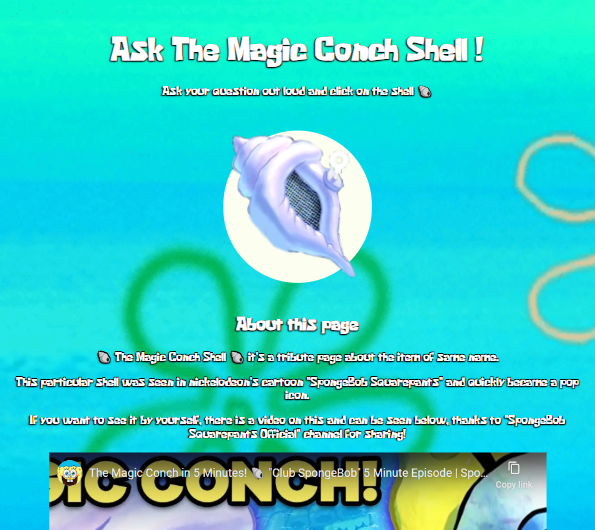 Ask The Magic Conch Shell !
Ask your question out loud and click on the shell 🐚
About this page
🐚 The Magic Conch Shell 🐚 it's a tribute page about the item of same name.
This particular shell was seen in nickelodeon's cartoon "SpongeBob Squarepants" and quickly became a pop
icon.
If you want to see it by yourself, there is a video on this and can be seen below, thanks to "SpongeBob
Squarepants Official" channel for sharing!
The Magic Conch in 5 Minutes! 🐚 "Club SpongeBob" 5 Minute Episode | Spo...
Copy link
GIC CONCH!